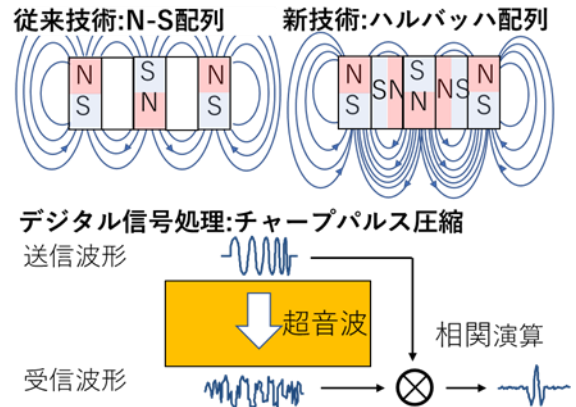 従来技術:N-S配列
新技術:ハルバッハ配列
N S N
S N S
N S N
SN NS
S N S
デジタル信号処理:チャープパルス圧縮
送信波形
超音波
相関演算
受信波形